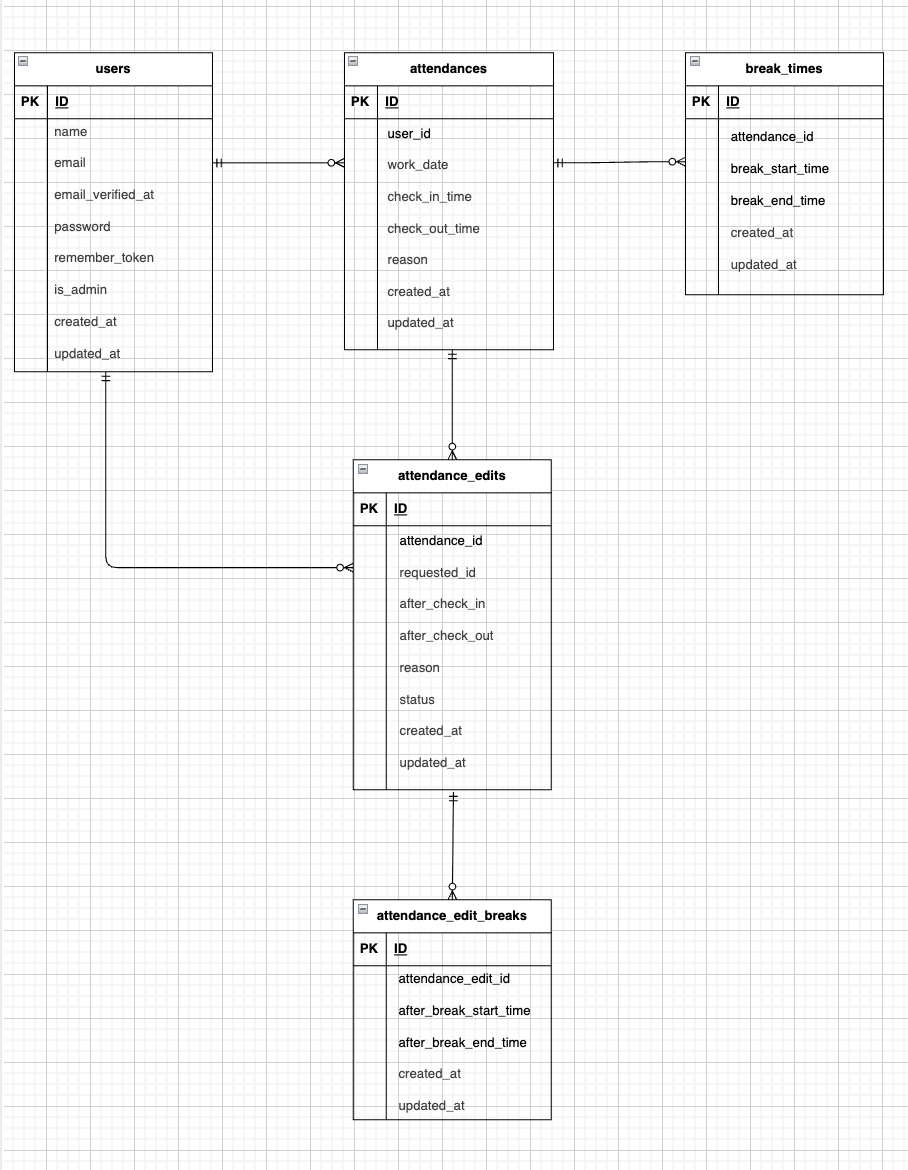 users
PK ID
name
email
email_verified_at
password
remember_token
is_admin
created_at
updated_at
attendances
PK ID
user_id
work_date
check_in_time
check_out_time
reason
created_at
updated_at
break_times
PK ID
attendance_id
break_start_time
break_end_time
created_at
updated_at
attendance_edits
PK ID
attendance_id
requested_id
after_check_in
after_check_out
reason
status
created_at
updated_at
attendance_edit_breaks
PK ID
attendance_edit_id
after_break_start_time
after_break_end_time
created_at
updated_at